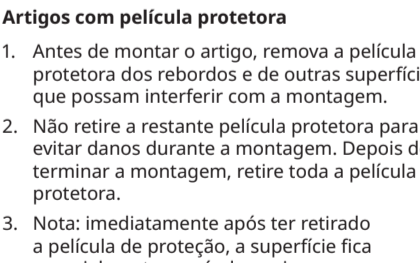 Artigos com película protetora
1. Antes de montar o artigo, remova a película
protetora dos rebordos e de outras superfíci
que possam interferir com a montagem.
2. Não retire a restante película protetora para
evitar danos durante a montagem. Depois d
terminar a montagem, retire toda a película
protetora.
3. Nota: imediatamente após ter retirado
a película de proteção, a superfície fica